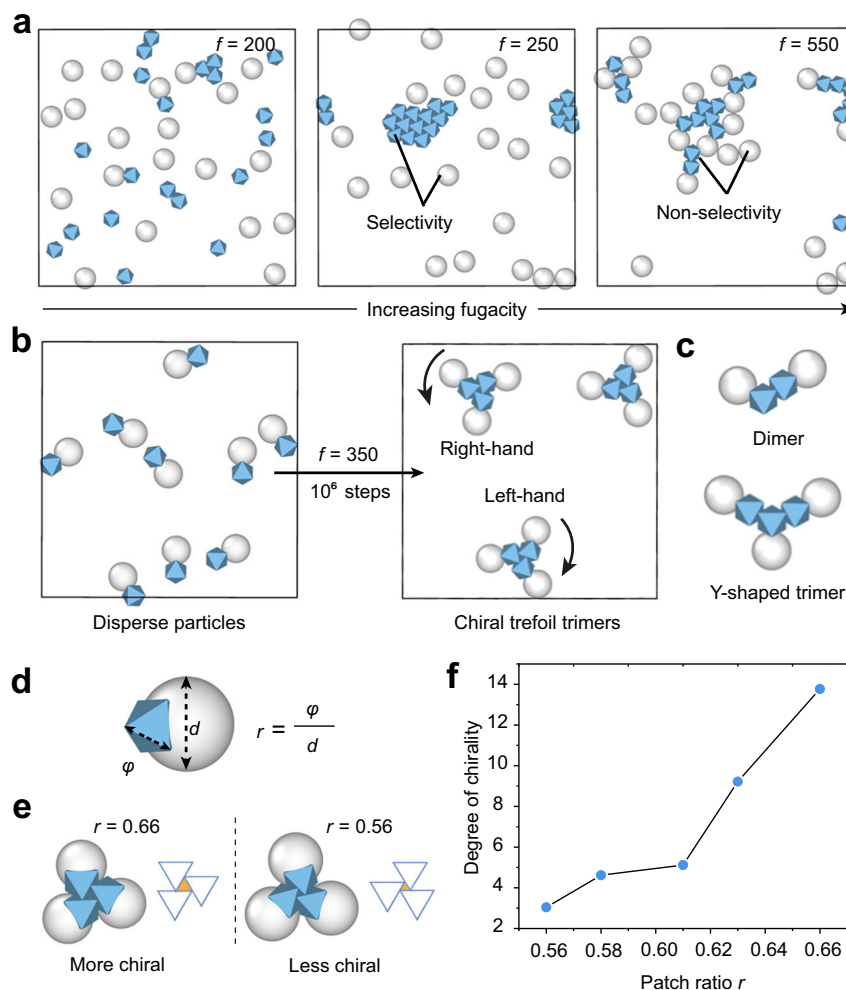 a
f = 200
f = 250
f = 550
Selectivity
Non-selectivity
Increasing fugacity
b
f = 350
10⁶ steps
Right-hand
Left-hand
Disperse particles
Chiral trefoil trimers
c
Dimer
Y-shaped trimer
d
φ
d
r = φ / d
e
r = 0.66
r = 0.56
More chiral
Less chiral
f
Degree of chirality
14
12
10
8
6
4
2
0.56 0.58 0.60 0.62 0.64 0.66
Patch ratio r